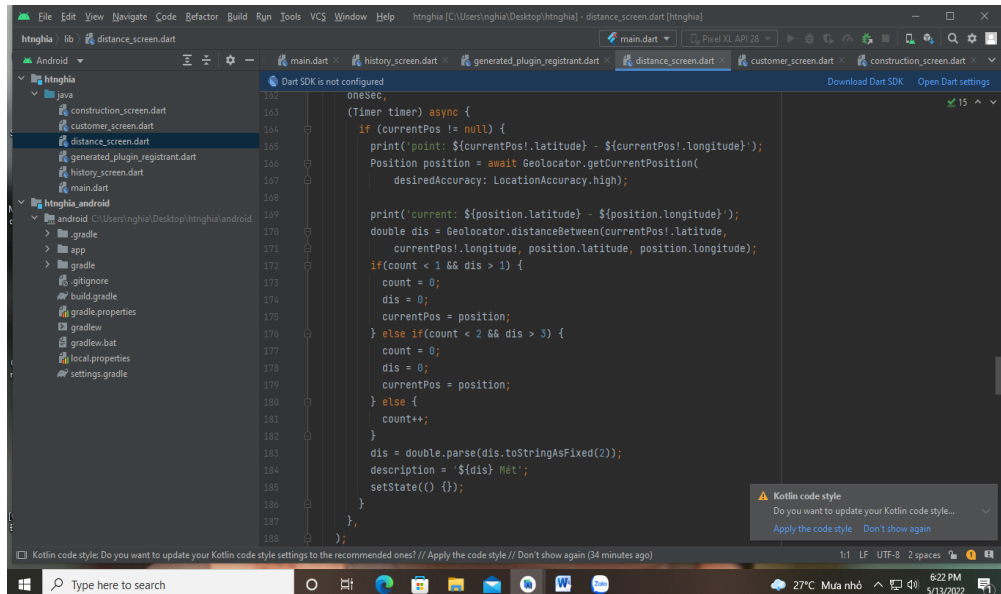 File Edit View Navigate Code Refactor Build Run Tools VCS Window Help htnghia [C:\Users\nghia\Desktop\htnghia] - distance_screen.dart [htnghia]
htnghia lib distance_screen.dart main.dart Pixel XL API 28
Android main.dart history_screen.dart generated_plugin_registrant.dart distance_screen.dart customer_screen.dart construction_screen.dart
Dart SDK is not configured Download Dart SDK Open Dart settings
htnghia
java
construction_screen.dart
customer_screen.dart
distance_screen.dart
generated_plugin_registrant.dart
history_screen.dart
main.dart
htnghia_android
android C:\Users\nghia\Desktop\htnghia\android
.gradle
app
gradle
.gitignore
build.gradle
gradle.properties
gradlew
gradlew.bat
local.properties
settings.gradle
15
162 oneSec,
163 (Timer timer) async {
164 if (currentPos != null) {
165 print('point: ${currentPos!.latitude} - ${currentPos!.longitude}');
166 Position position = await Geolocator.getCurrentPosition(
167 desiredAccuracy: LocationAccuracy.high);
168
169 print('current: ${position.latitude} - ${position.longitude}');
170 double dis = Geolocator.distanceBetween(currentPos!.latitude,
171 currentPos!.longitude, position.latitude, position.longitude);
172 if(count < 1 && dis > 1) {
173 count = 0;
174 dis = 0;
175 currentPos = position;
176 } else if(count < 2 && dis > 3) {
177 count = 0;
178 dis = 0;
179 currentPos = position;
180 } else {
181 count++;
182 }
183 dis = double.parse(dis.toStringAsFixed(2));
184 description = '${dis} Mét';
185 setState(() {});
186 }
187 },
188 );
Kotlin code style
Do you want to update your Kotlin code style...
Apply the code style Don't show again
Kotlin code style: Do you want to update your Kotlin code style settings to the recommended ones? // Apply the code style // Don't show again (34 minutes ago) 1:1 LF UTF-8 2 spaces
Type here to search Zalo 27°C Mưa nhỏ 6:22 PM
5/13/2022